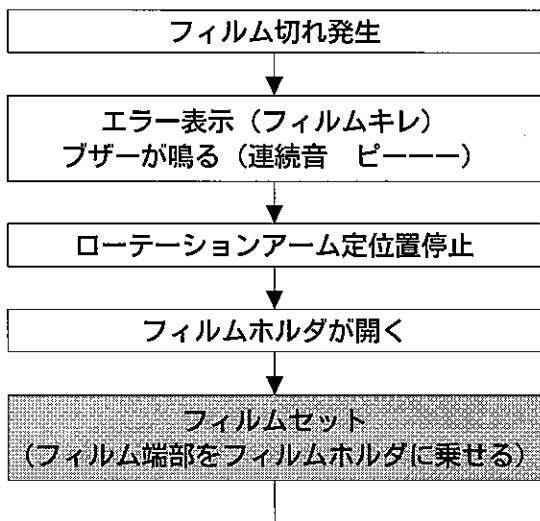 フィルム切れ発生
エラー表示（フィルムキレ）
ブザーが鳴る（連続音　ピーーー）
ローテーションアーム定位置停止
フィルムホルダが開く
フィルムセット
（フィルム端部をフィルムホルダに乗せる）